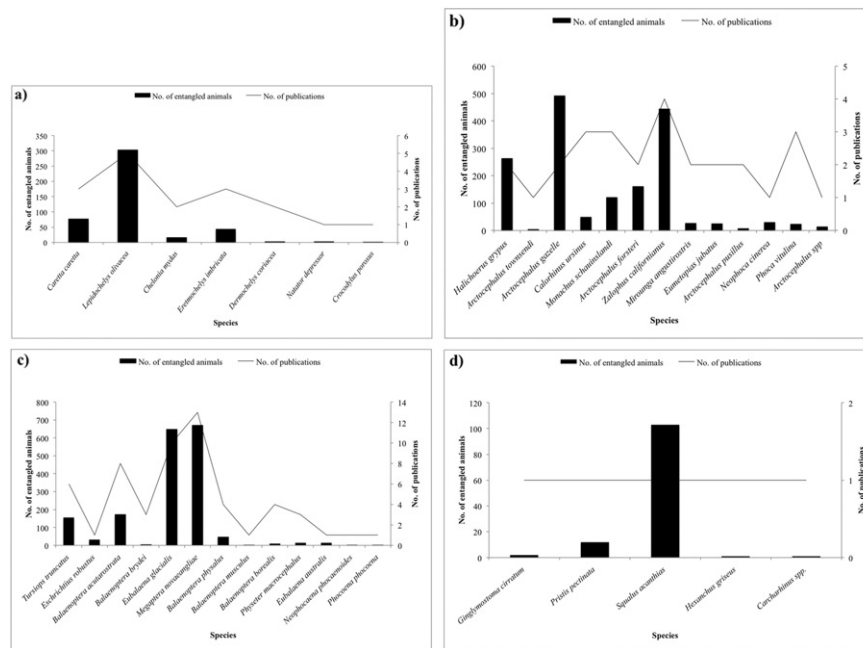 a)
No. of entangled animals
No. of publications
350
300
250
200
150
100
50
0
No. of entangled animals
6
5
4
3
2
1
0
No. of publications
Caretta caretta
Lepidochelys olivacea
Chelonia mydas
Eretmochelys imbricata
Dermochelys coriacea
Natator depressor
Crocodylus porosus
Species
b)
No. of entangled animals
No. of publications
600
500
400
300
200
100
0
No. of entangled animals
5
4
3
2
1
0
No. of publications
Halichoerus grypus
Arctocephalus townsendi
Arctocephalus gazelle
Calorhinus ursinus
Monachus schauinslandi
Arctocephalus forsteri
Zalophus californianus
Mirounga angustirostris
Eumetopias jubatus
Arctocephalus pusillus
Neophoca cinerea
Phoca vitulina
Arctocephalus spp
Species
c)
No. of entangled animals
No. of publications
800
700
600
500
400
300
200
100
0
No. of entangled animals
14
12
10
8
6
4
2
0
No. of publications
Tursiops truncatus
Eschrichtius robustus
Balaenoptera acutorostrata
Balaenoptera brydei
Eubalaena glacialis
Megaptera novaeangliae
Balaenoptera physalus
Balaenoptera musculus
Balaenoptera borealis
Physeter macrocephalus
Eubalaena australis
Neophocaena phocaenoides
Phocoena phocoena
Species
d)
No. of entangled animals
No. of publications
120
100
80
60
40
20
0
No. of entangled animals
2
1
0
No. of publications
Ginglymostoma cirratum
Pristis pectinata
Squalus acanthias
Hexanchus griseus
Carcharhinus spp.
Species